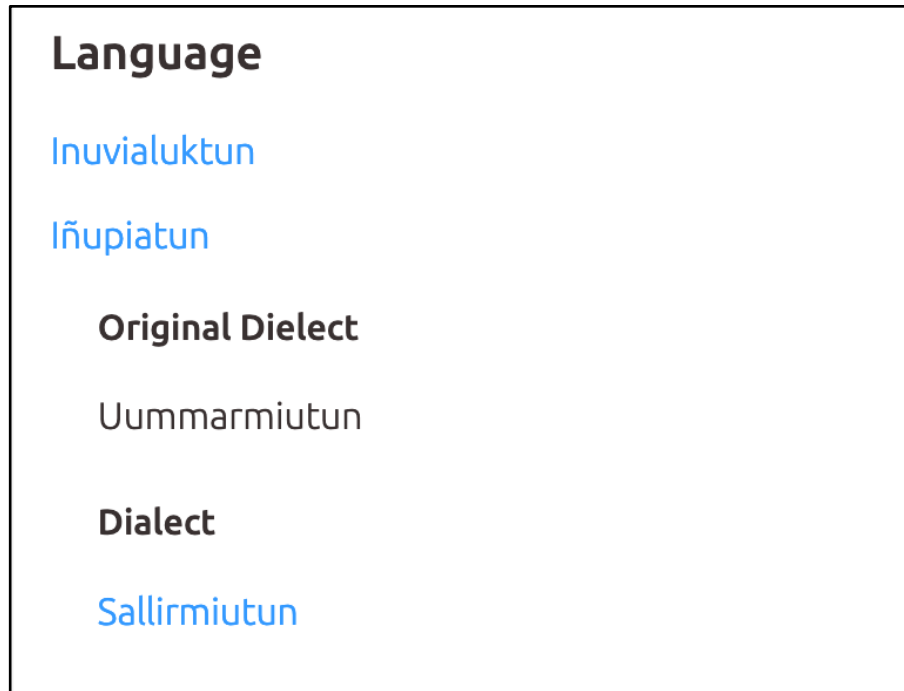 Language
Inuvialuktun
Iñupiatun
Original Dielect
Uummarmiutun
Dialect
Sallirmiutun